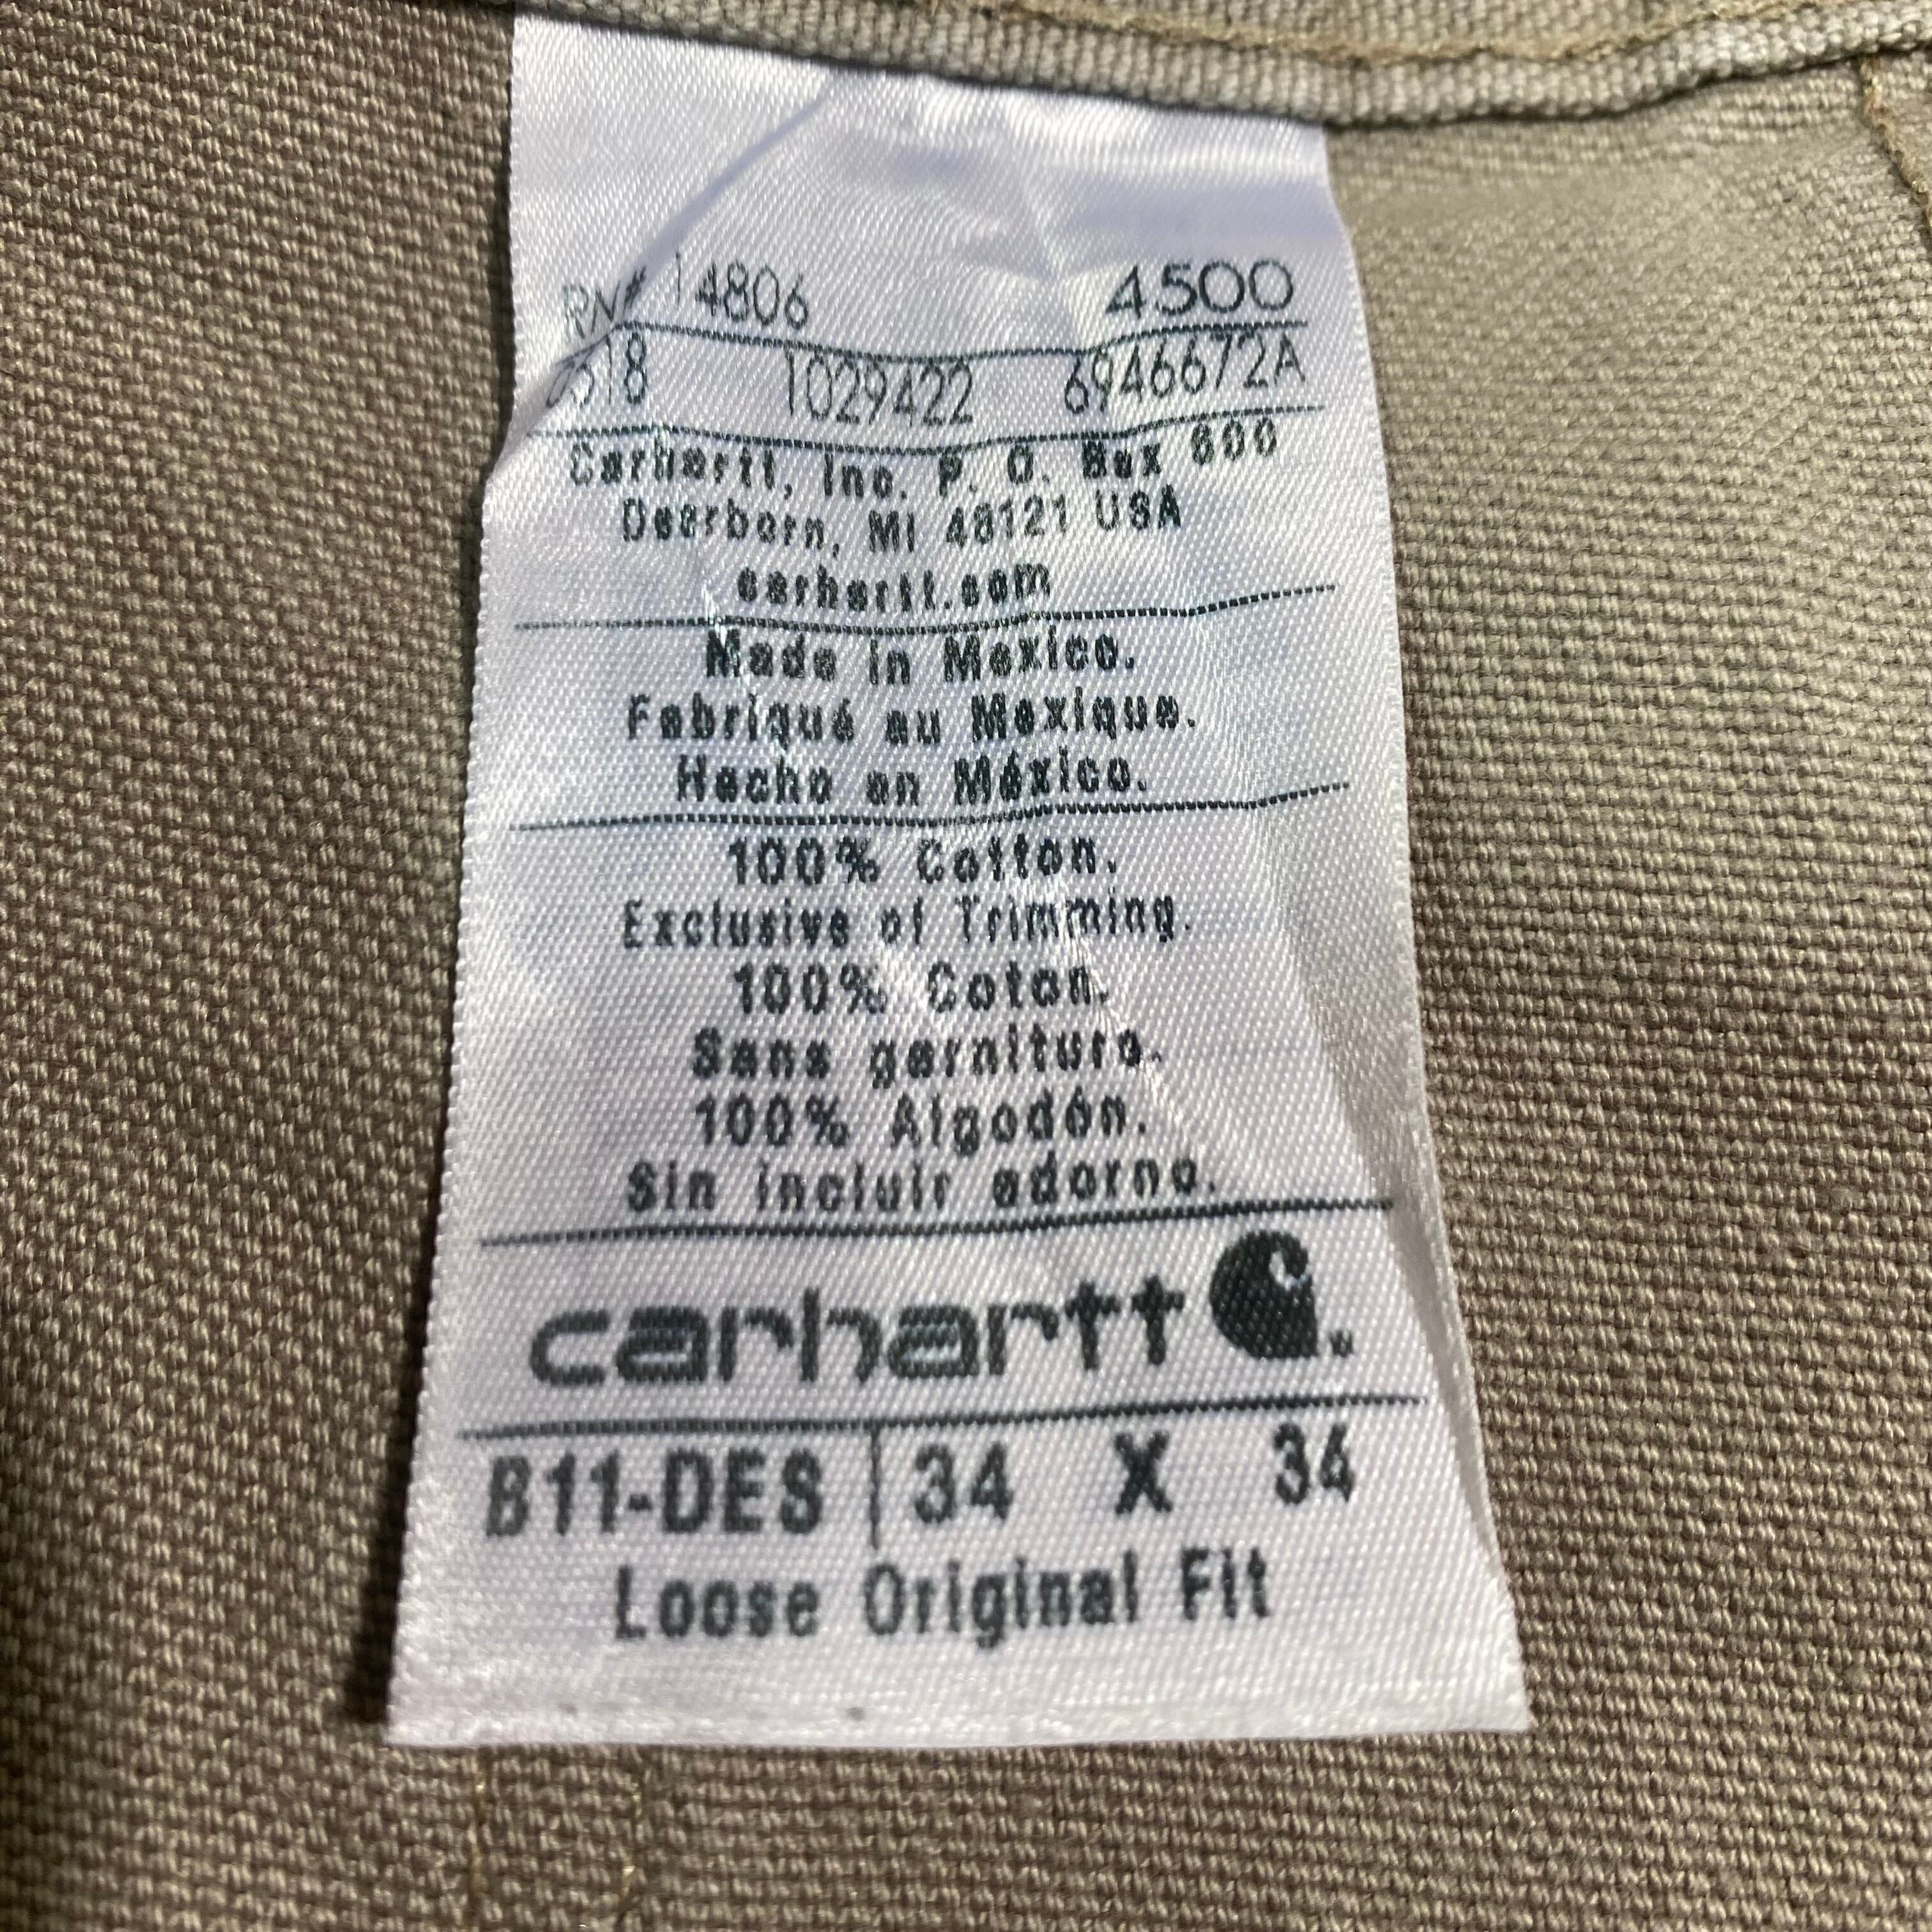 RN# 14806 4500
0518 1029422 6946672A
Carhartt, Inc. P. O. Box 600
Dearborn, MI 48121 USA
carhartt.com
Made in Mexico.
Fabriqué au Mexique.
Hecho en México.
100% Cotton.
Exclusive of Trimming.
100% Coton.
Sans garniture.
100% Algodón.
Sin incluir adorno.
carhartt
B11-DES 34 X 34
Loose Original Fit